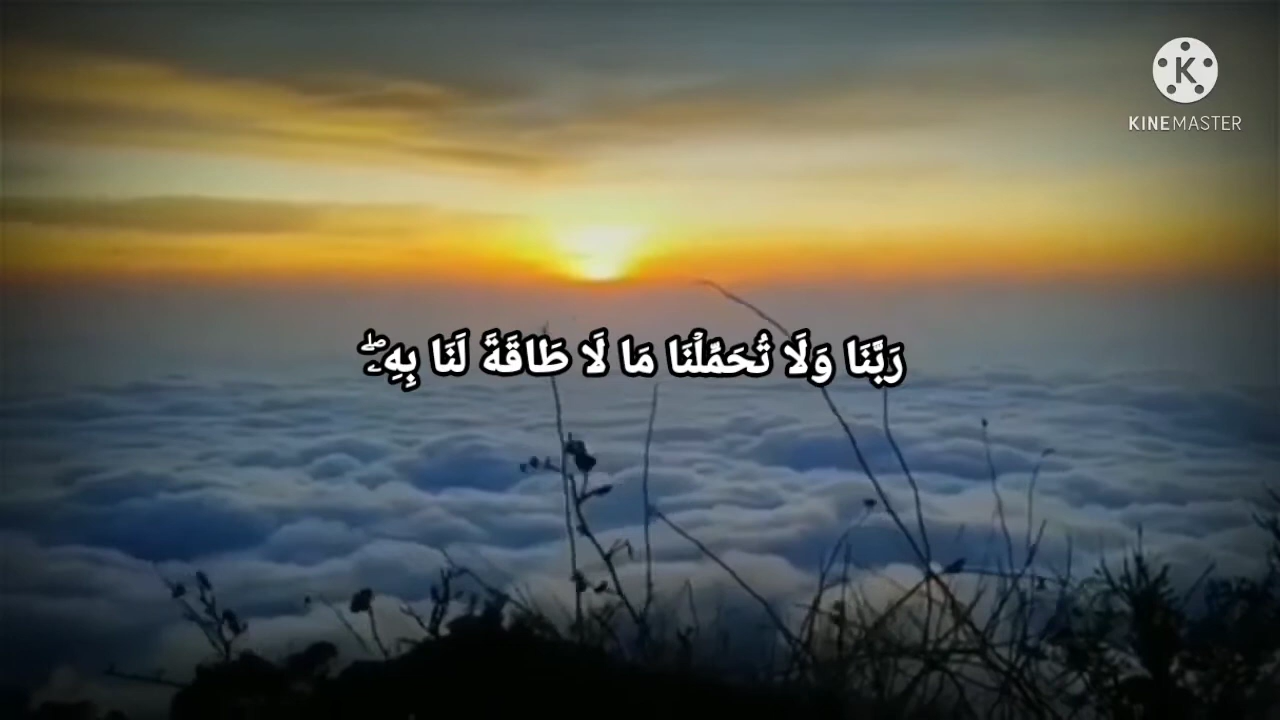 KINEMASTER
رَبَّنَا وَلَا تُحَمِّلْنَا مَا لَا طَاقَةَ لَنَا بِهِۦۖ